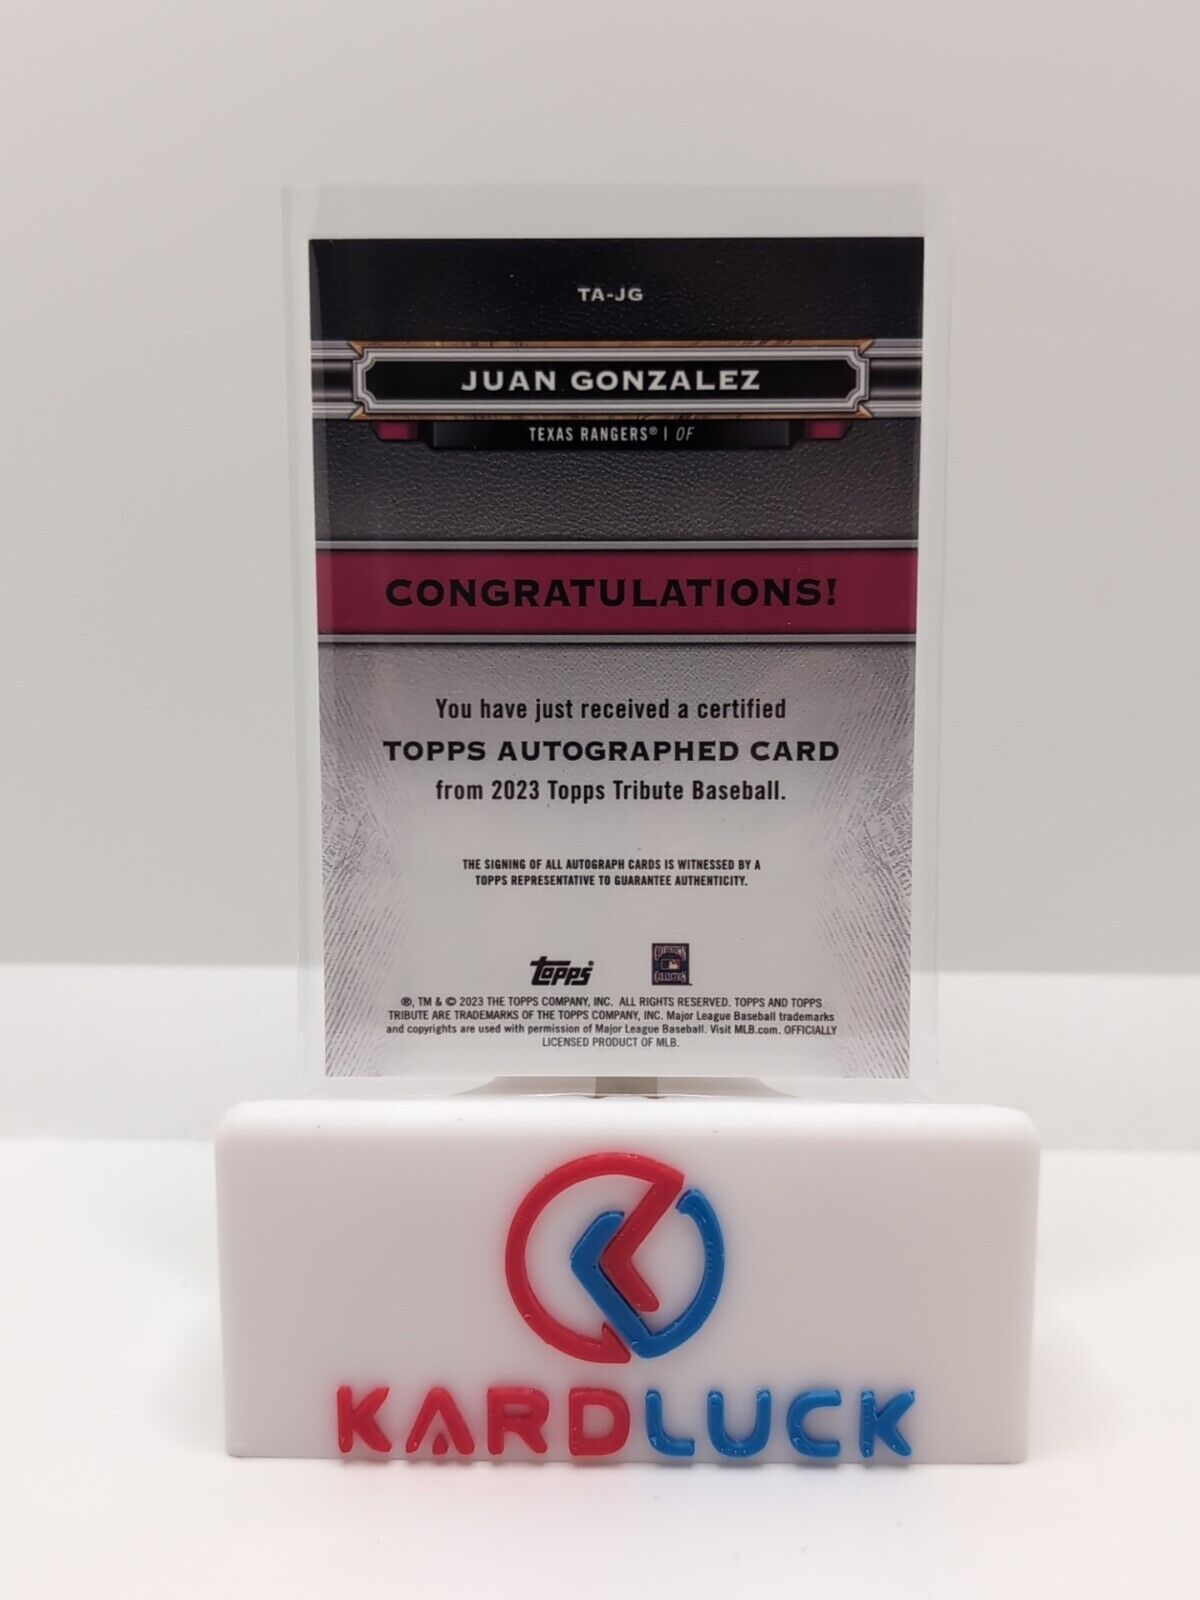 TA-JG
JUAN GONZALEZ
TEXAS RANGERS® | OF
CONGRATULATIONS!
You have just received a certified
TOPPS AUTOGRAPHED CARD
from 2023 Topps Tribute Baseball.
THE SIGNING OF ALL AUTOGRAPH CARDS IS WITNESSED BY A
TOPPS REPRESENTATIVE TO GUARANTEE AUTHENTICITY.
Topps®
COOPERSTOWN
COLLECTION
®, TM & © 2023 THE TOPPS COMPANY, INC. ALL RIGHTS RESERVED. TOPPS AND TOPPS
TRIBUTE ARE TRADEMARKS OF THE TOPPS COMPANY, INC. Major League Baseball trademarks
and copyrights are used with permission of Major League Baseball. Visit MLB.com. OFFICIALLY
LICENSED PRODUCT OF MLB.
KARDLUCK